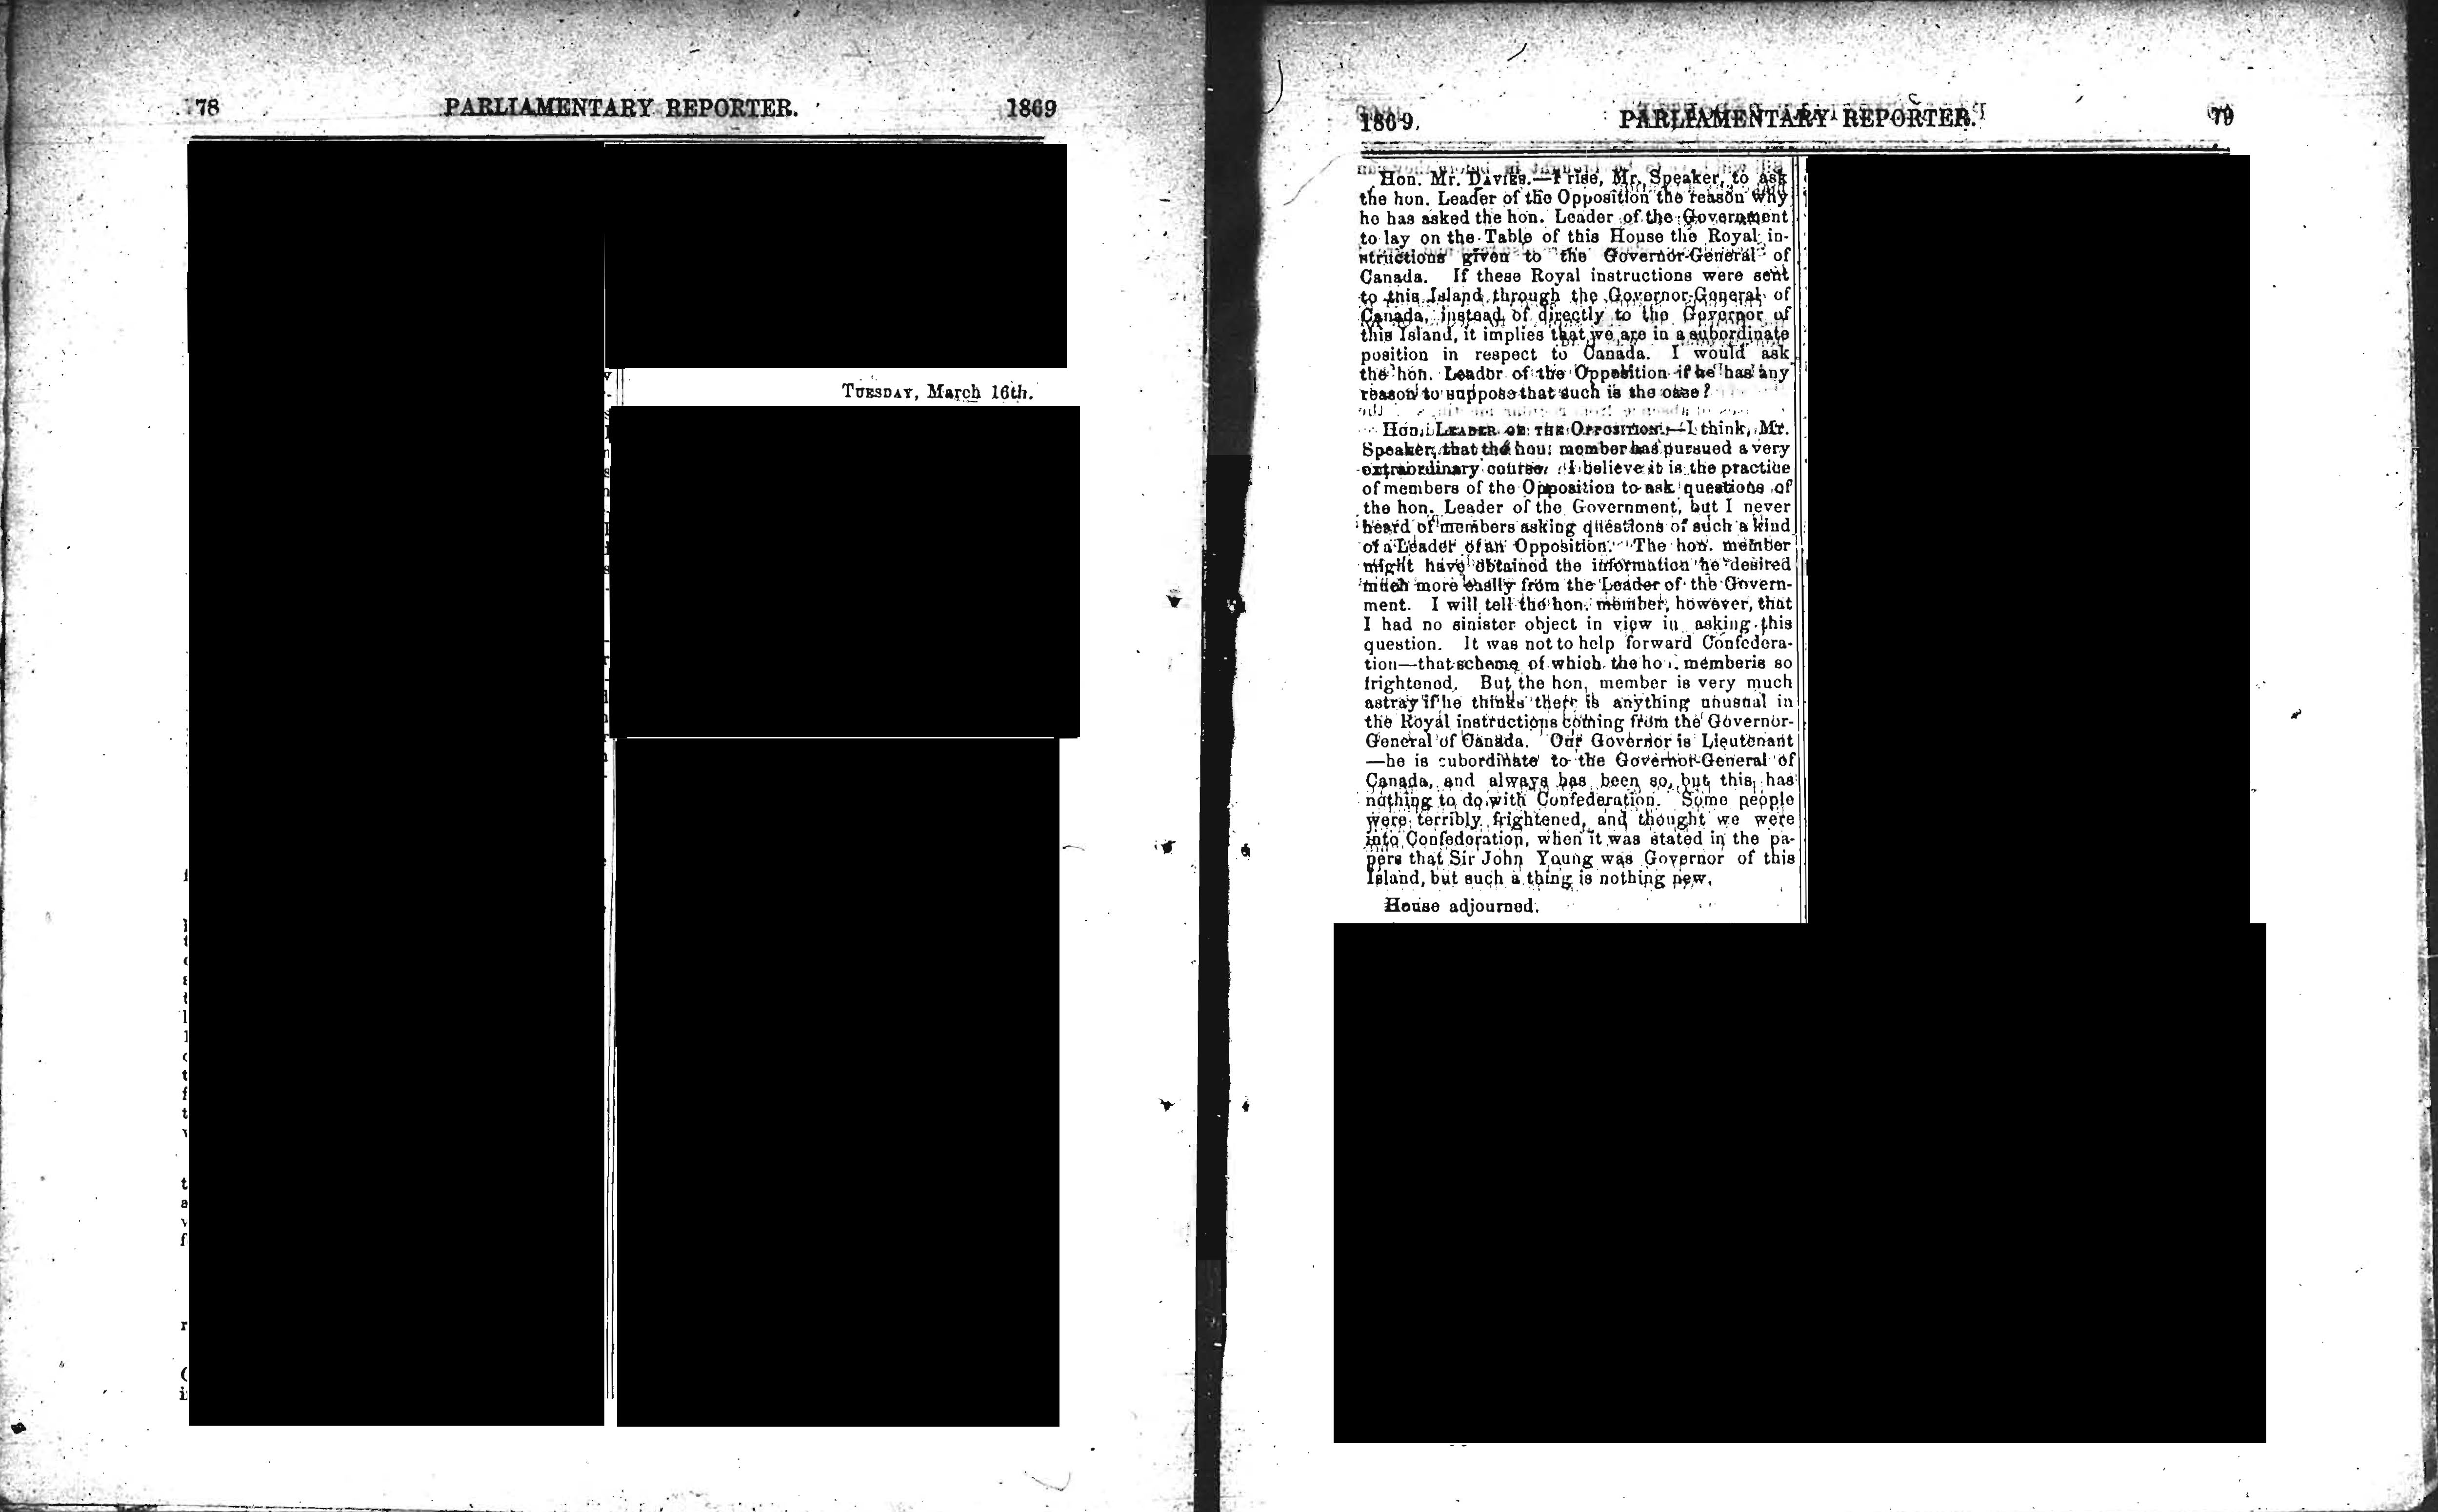 78 PARLIAMENTARY REPORTER. 1869
TUESDAY, March 16th.
1869. PARLIAMENTARY REPORTER. 79
Hon. Mr. DAVIES.—I rise, Mr. Speaker, to ask
the hon. Leader of the Opposition the reason why
he has asked the hon. Leader of the Government
to lay on the Table of this House the Royal in-
structions given to the Governor-General of
Canada. If these Royal instructions were sent
to this Island through the Governor-General of
Canada, instead of directly to the Governor of
this Island, it implies that we are in a subordinate
position in respect to Canada. I would ask
the hon. Leador of the Opposition if he has any
reason to suppose that such is the case?
Hon. LEADER OF THE OPPOSITION.—I think, Mr.
Speaker, that the hon. member has pursued a very
extraordinary course. I believe it is the practice
of members of the Opposition to ask questions of
the hon. Leader of the Government, but I never
heard of members asking questions of such a kind
of a Leader of an Opposition. The hon. member
might have obtained the information he desired
much more easily from the Leader of the Govern-
ment. I will tell the hon. member, however, that
I had no sinister object in view in asking this
question. It was not to help forward Confedera-
tion—that scheme of which the hon. member is so
frightened. But the hon. member is very much
astray if he thinks there is anything unusual in
the Royal instructions coming from the Governor-
General of Canada. Our Governor is Lieutenant
—he is subordinate to the Governor-General of
Canada, and always has been so, but this has
nothing to do with Confederation. Some people
were terribly frightened, and thought we were
into Confederation, when it was stated in the pa-
pers that Sir John Young was Governor of this
Island, but such a thing is nothing new.
House adjourned.